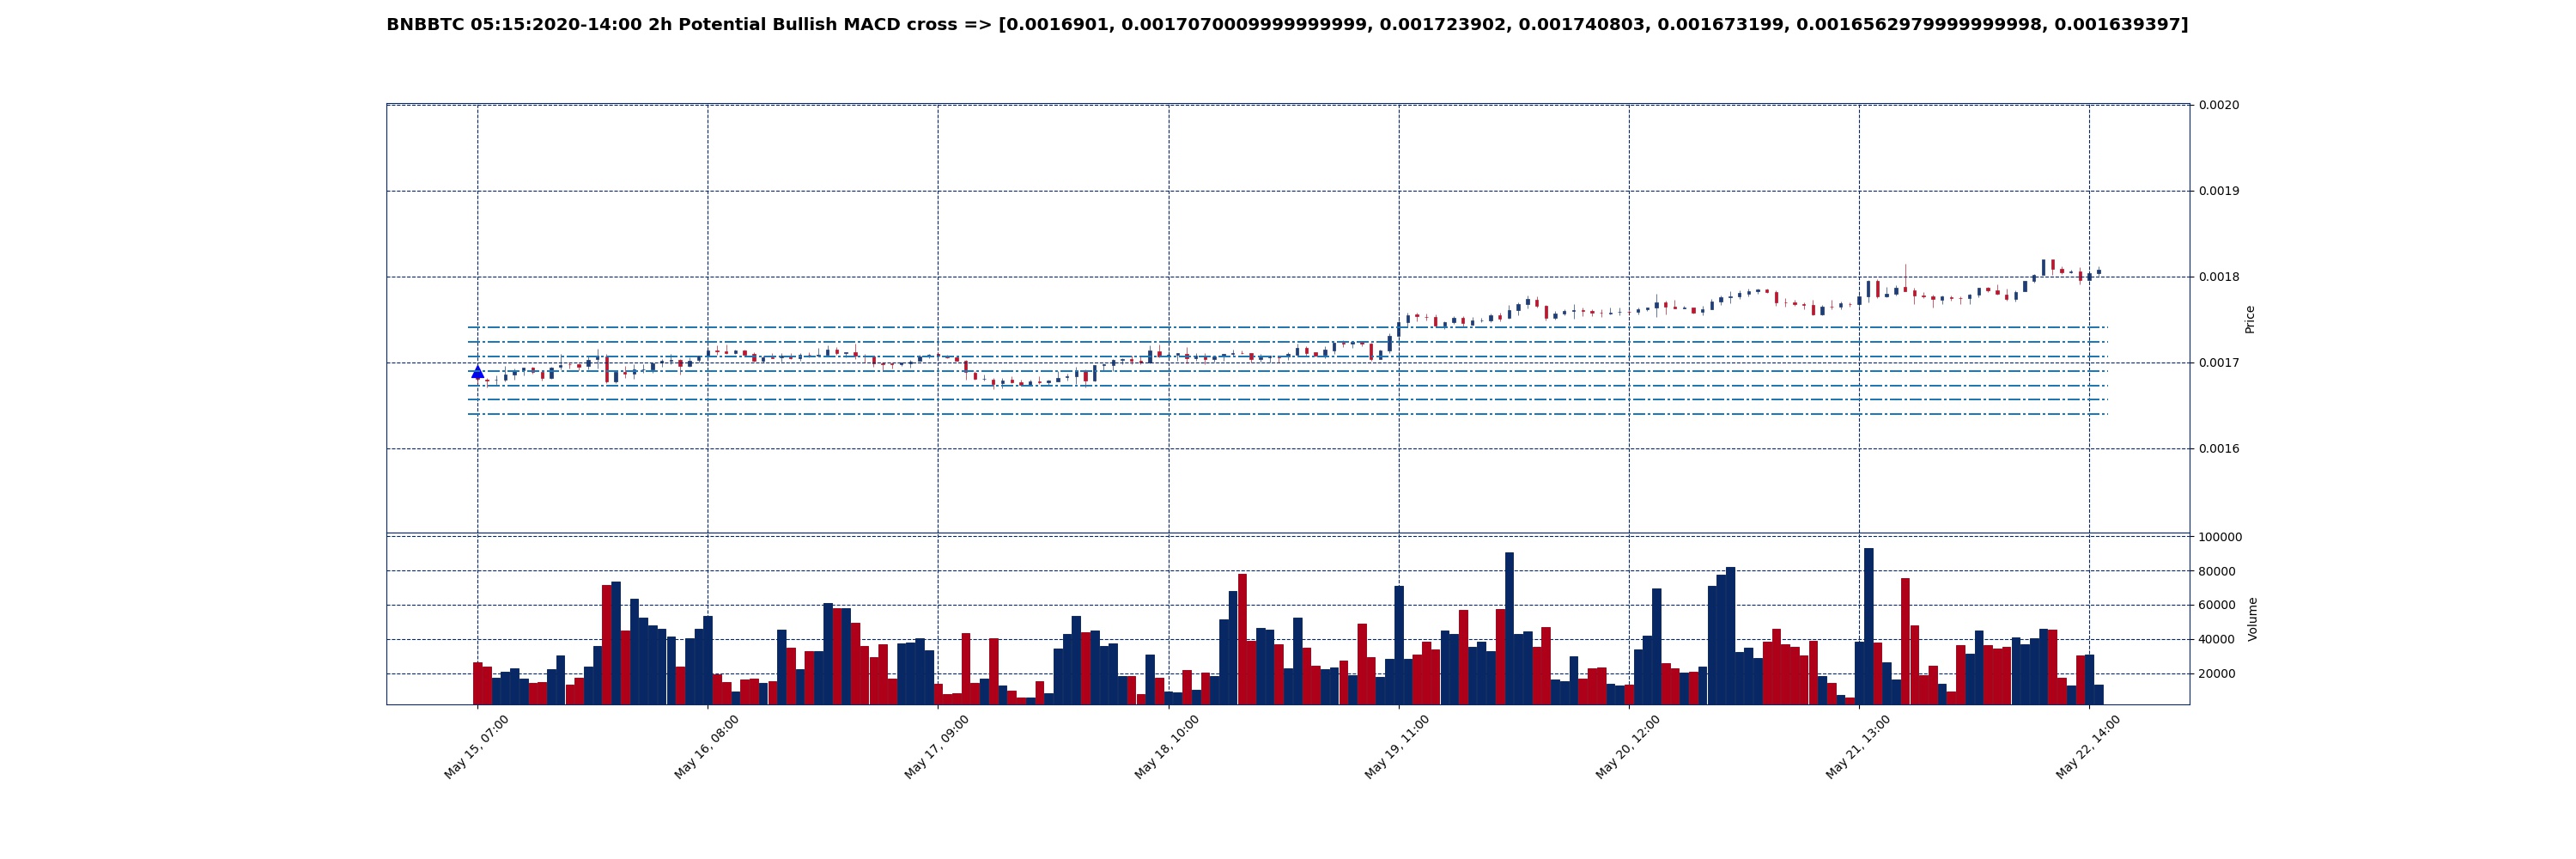 BNBBTC 05:15:2020-14:00 2h Potential Bullish MACD cross => [0.0016901, 0.0017070009999999999, 0.001723902, 0.001740803, 0.001673199, 0.0016562979999999998, 0.001639397]
0.0020
0.0019
0.0018
0.0017
0.0016
Price
100000
80000
60000
40000
20000
Volume
May 15, 07:00
May 16, 08:00
May 17, 09:00
May 18, 10:00
May 19, 11:00
May 20, 12:00
May 21, 13:00
May 22, 14:00